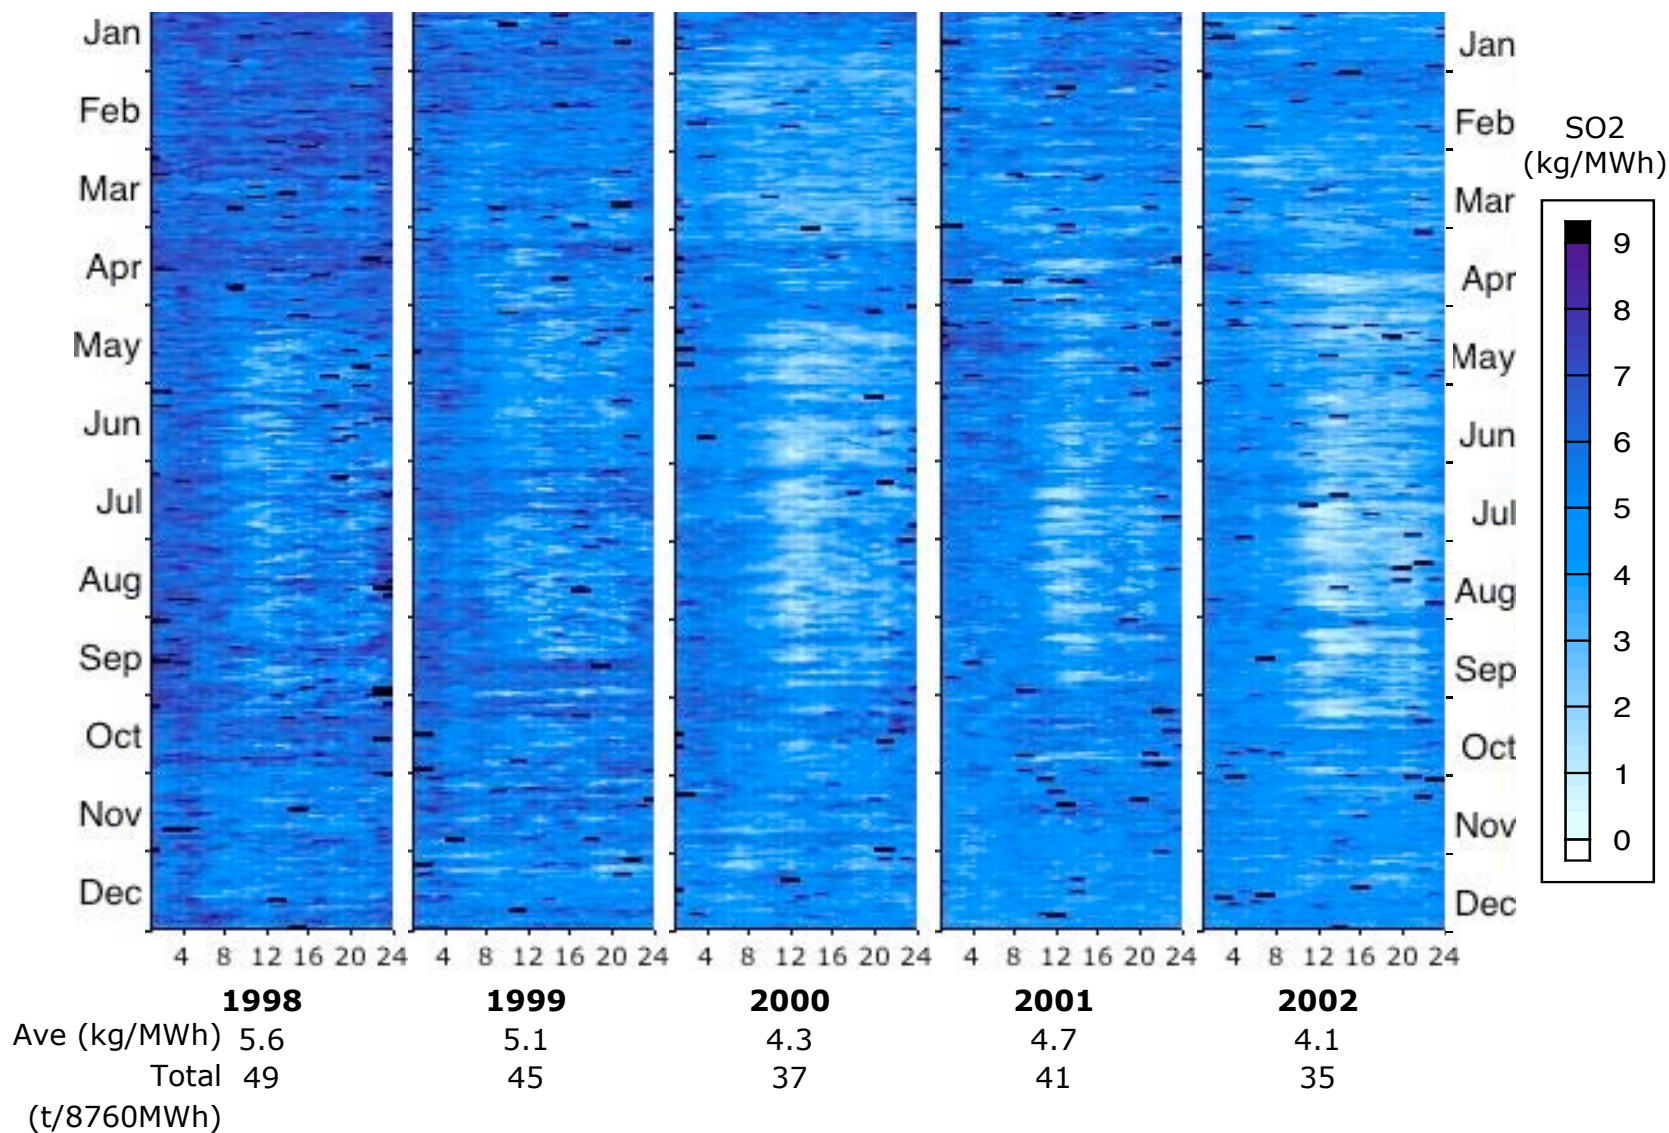 Jan
Feb
Mar
Apr
May
Jun
Jul
Aug
Sep
Oct
Nov
Dec
Jan
Feb
Mar
Apr
May
Jun
Jul
Aug
Sep
Oct
Nov
Dec
SO2
(kg/MWh)
9
8
7
6
5
4
3
2
1
0
4 8 12 16 20 24 4 8 12 16 20 24 4 8 12 16 20 24 4 8 12 16 20 24 4 8 12 16 20 24
1998 1999 2000 2001 2002
Ave (kg/MWh) 5.6 5.1 4.3 4.7 4.1
Total 49 45 37 41 35
(t/8760MWh)